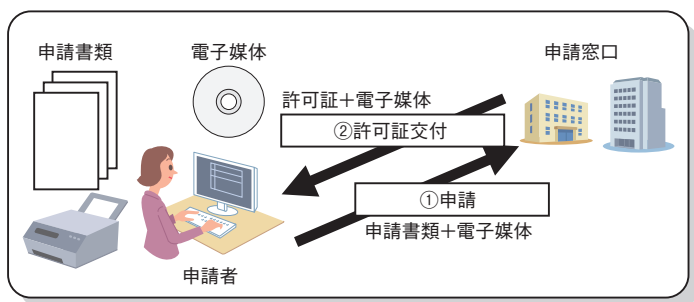 申請書類
電子媒体
申請窓口
許可証＋電子媒体
②許可証交付
①申請
申請書類＋電子媒体
申請者